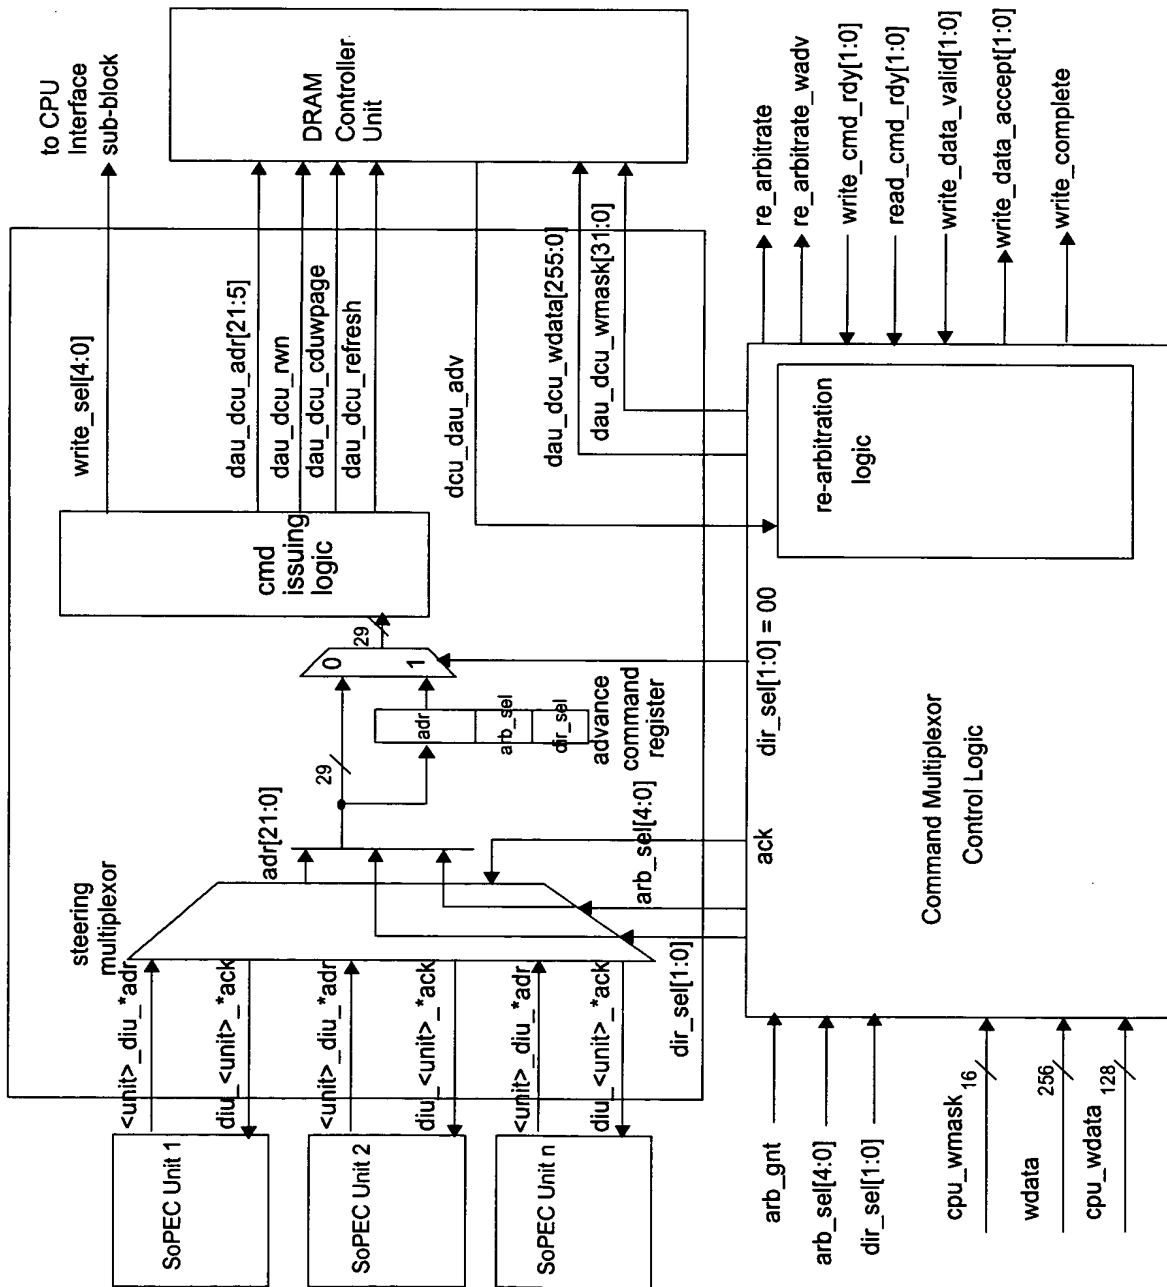 SoPEC Unit 1
SoPEC Unit 2
SoPEC Unit n
<unit>_diu_*adr
diu_<unit>_*ack
<unit>_diu_*adr
diu_<unit>_*ack
<unit>_diu_*adr
diu_<unit>_*ack
steering
multiplexor
dir_sel[1:0]
adr[21:0]
arb_sel[4:0]
29
adr
arb_sel
dir_sel
advance
command
register
0
1
29
cmd
issuing
logic
write_sel[4:0]
to CPU
Interface
sub-block
dau_dcu_adr[21:5]
dau_dcu_rwn
dau_dcu_cduwpage
dau_dcu_refresh
dcu_dau_adv
dau_dcu_wdata[255:0]
dau_dcu_wmask[31:0]
DRAM
Controller
Unit
ack
dir_sel[1:0] = 00
arb_gnt
arb_sel[4:0]
dir_sel[1:0]
cpu_wmask
16
wdata
256
cpu_wdata
128
Command Multiplexor
Control Logic
re-arbitration
logic
re_arbitrate
re_arbitrate_wadv
write_cmd_rdy[1:0]
read_cmd_rdy[1:0]
write_data_valid[1:0]
write_data_accept[1:0]
write_complete